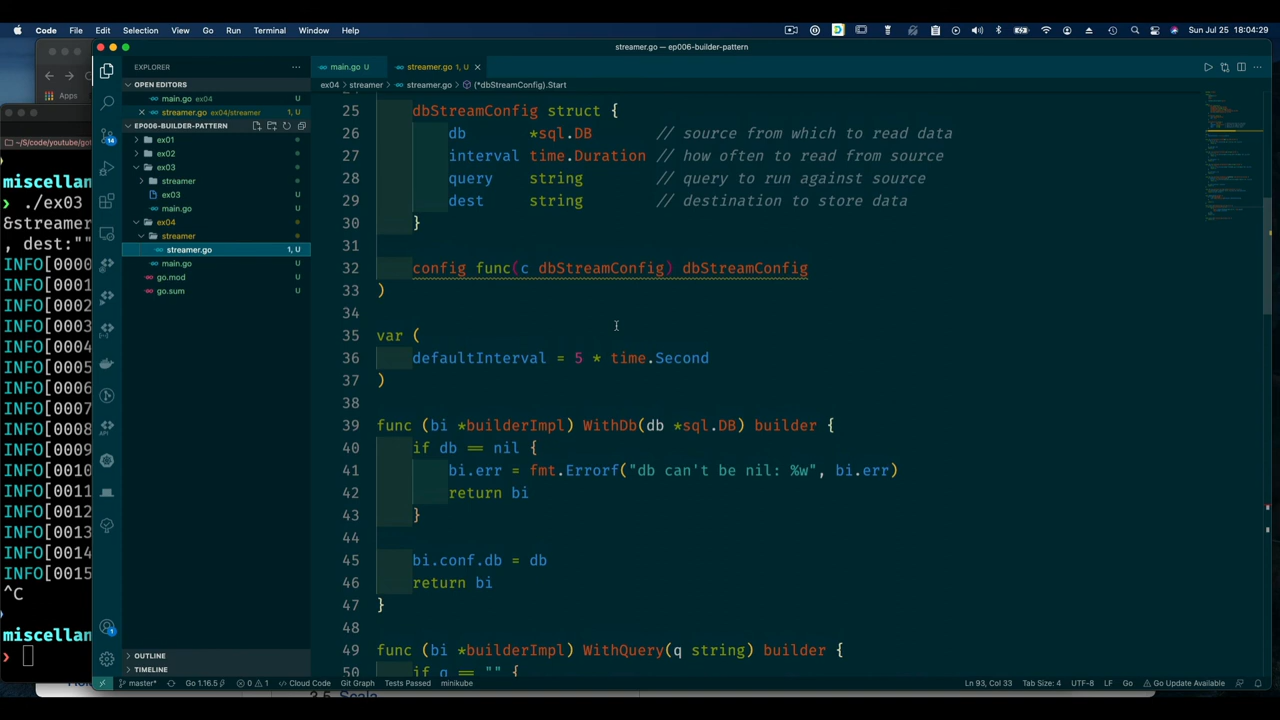 Code File Edit Selection View Go Run Terminal Window Help Sun Jul 25 18:04:29
streamer.go — ep006-builder-pattern
EXPLORER
main.go U
streamer.go 1, U
OPEN EDITORS
ex04 > streamer > streamer.go > (*dbStreamConfig).Start
Apps
main.go ex04
streamer.go ex04/streamer 1, U
EP006-BUILDER-PATTERN
ex01
ex02
ex03
streamer
ex03
main.go U
ex04
streamer
streamer.go 1, U
main.go U
go.mod U
go.sum U
14
~/S/code/youtube/got
miscellan
❯ ./ex03
&streamer
, dest:""
INFO[0000
INFO[0001
INFO[0002
INFO[0003
INFO[0004
INFO[0005
INFO[0006
INFO[0007
INFO[0008
INFO[0009
INFO[0010
INFO[0011
INFO[0012
INFO[0013
INFO[0014
INFO[0015
^C
miscellan
❯
25 dbStreamConfig struct {
26 db *sql.DB // source from which to read data
27 interval time.Duration // how often to read from source
28 query string // query to run against source
29 dest string // destination to store data
30 }
31
32 config func(c dbStreamConfig) dbStreamConfig
33 )
34
35 var (
36 defaultInterval = 5 * time.Second
37 )
38
39 func (bi *builderImpl) WithDb(db *sql.DB) builder {
40 if db == nil {
41 bi.err = fmt.Errorf("db can't be nil: %w", bi.err)
42 return bi
43 }
44
45 bi.conf.db = db
46 return bi
47 }
48
49 func (bi *builderImpl) WithQuery(q string) builder {
50 if q == "" {
OUTLINE
TIMELINE
1
master* Go 1.16.5 0 1 Cloud Code Git Graph Tests Passed minikube Ln 93, Col 33 Tab Size: 4 UTF-8 LF Go Go Update Available
3.5 Scala